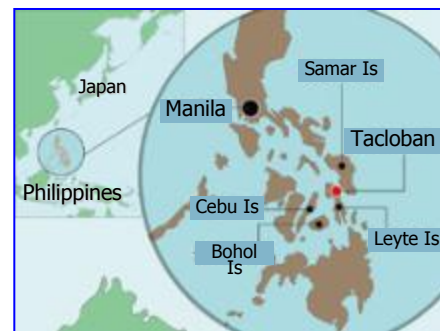 Samar Is
Japan
Manila
Tacloban
Philippines
Cebu Is
Leyte Is
Bohol
Is